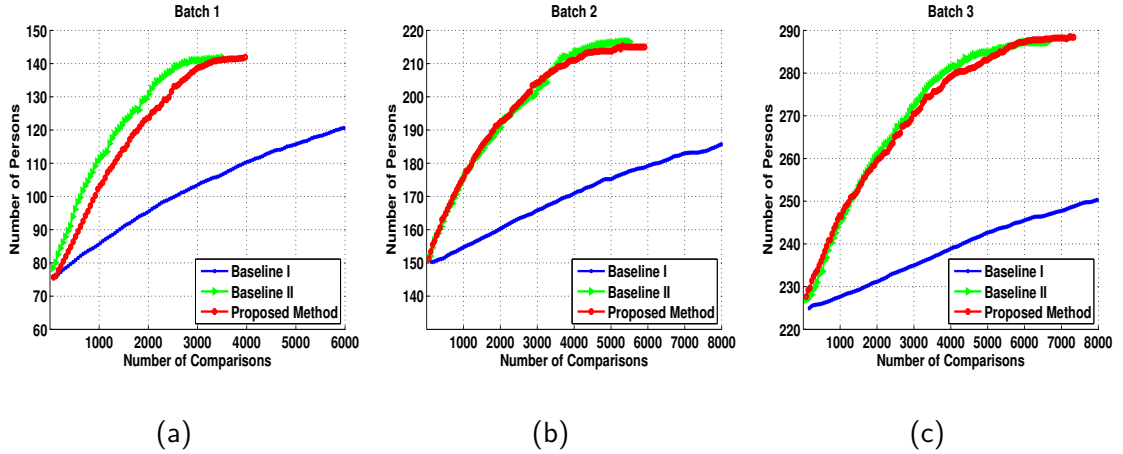 Batch 1
Number of Persons
150
140
130
120
110
100
90
80
70
60
1000 2000 3000 4000 5000 6000
Number of Comparisons
Baseline I
Baseline II
Proposed Method
(a)
Batch 2
Number of Persons
220
210
200
190
180
170
160
150
140
130
1000 2000 3000 4000 5000 6000 7000 8000
Number of Comparisons
Baseline I
Baseline II
Proposed Method
(b)
Batch 3
Number of Persons
290
280
270
260
250
240
230
220
1000 2000 3000 4000 5000 6000 7000 8000
Number of Comparisons
Baseline I
Baseline II
Proposed Method
(c)